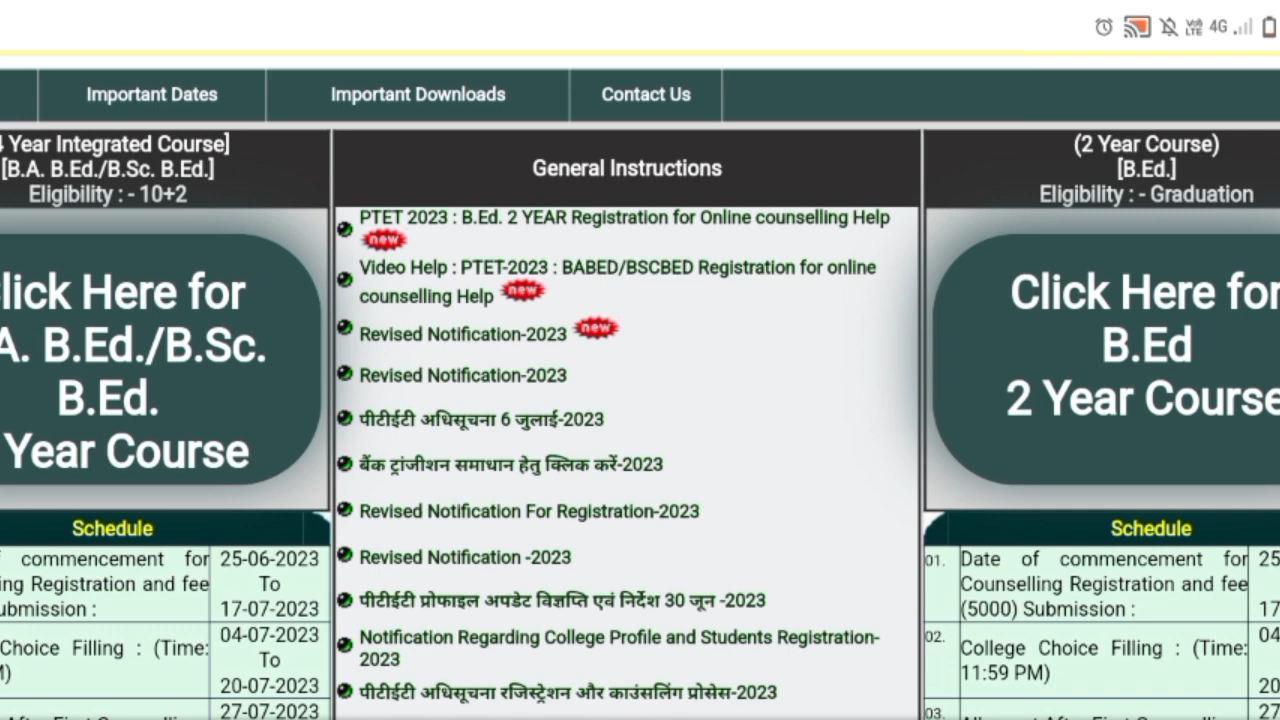 4G
Important Dates
Important Downloads
Contact Us
Year Integrated Course]
[B.A. B.Ed./B.Sc. B.Ed.]
Eligibility : - 10+2
General Instructions
(2 Year Course)
[B.Ed.]
Eligibility : - Graduation
Here for
B.Ed./B.Sc.
B.Ed.
Year Course
PTET 2023 : B.Ed. 2 YEAR Registration for Online counselling Help
new
Video Help : PTET-2023 : BABED/BSCBED Registration for online
counselling Help new
Revised Notification-2023 new
Revised Notification-2023
पीटीईटी अधिसूचना 6 जुलाई-2023
बैंक ट्रांजीशन समाधान हेतु क्लिक करें-2023
Revised Notification For Registration-2023
Revised Notification -2023
पीटीईटी प्रोफाइल अपडेट विज्ञप्ति एवं निर्देश 30 जून -2023
Notification Regarding College Profile and Students Registration-
2023
पीटीईटी अधिसूचना रजिस्ट्रेशन और काउंसलिंग प्रोसेस-2023
Click Here for
B.Ed
2 Year Course
Schedule
commencement for
Registration and fee
25-06-2023
To
17-07-2023
Choice Filling : (Time:
04-07-2023
To
20-07-2023
27-07-2023
Schedule
01.
Date of commencement for
Counselling Registration and fee
(5000) Submission :
25
17
02.
College Choice Filling : (Time:
11:59 PM)
04
20
03.
27